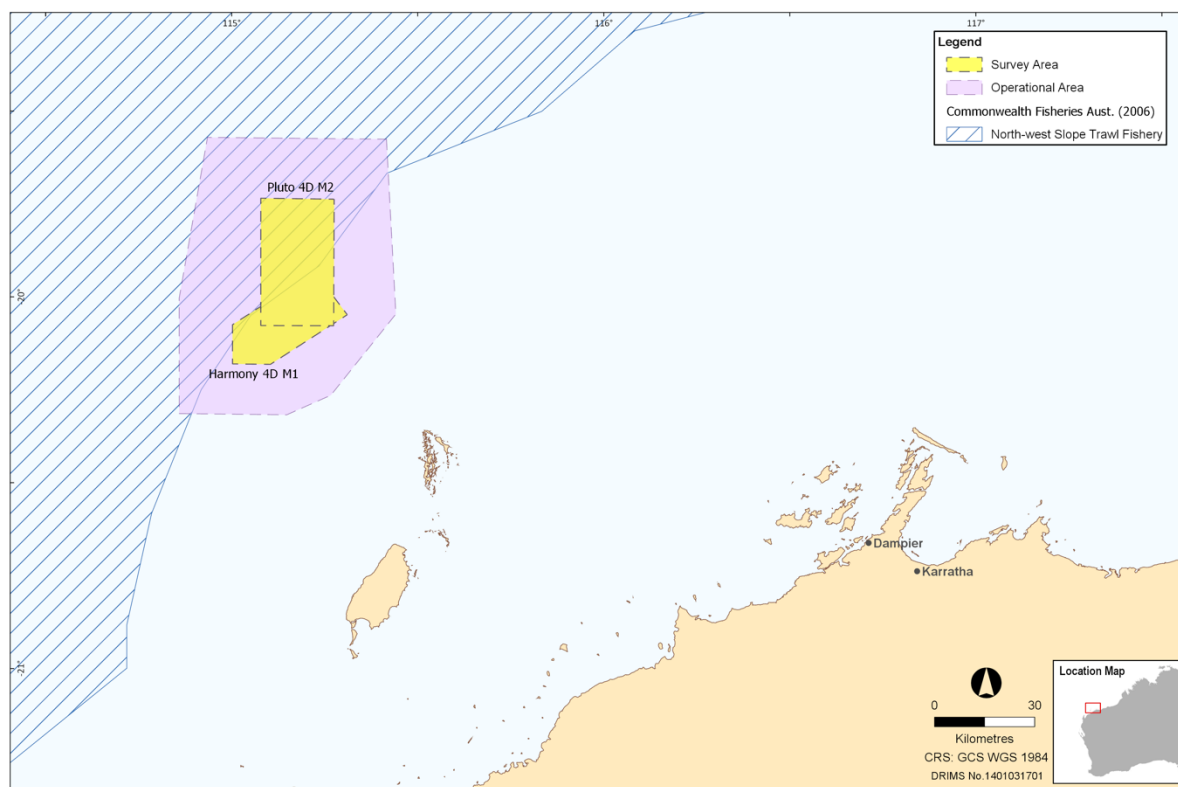 115°
116°
117°
Legend
Survey Area
Operational Area
Commonwealth Fisheries Aust. (2006)
North-west Slope Trawl Fishery
Pluto 4D M2
-20°
Harmony 4D M1
Dampier
Karratha
-21°
Location Map
0 30
Kilometres
CRS: GCS WGS 1984
DRIMS No.1401031701